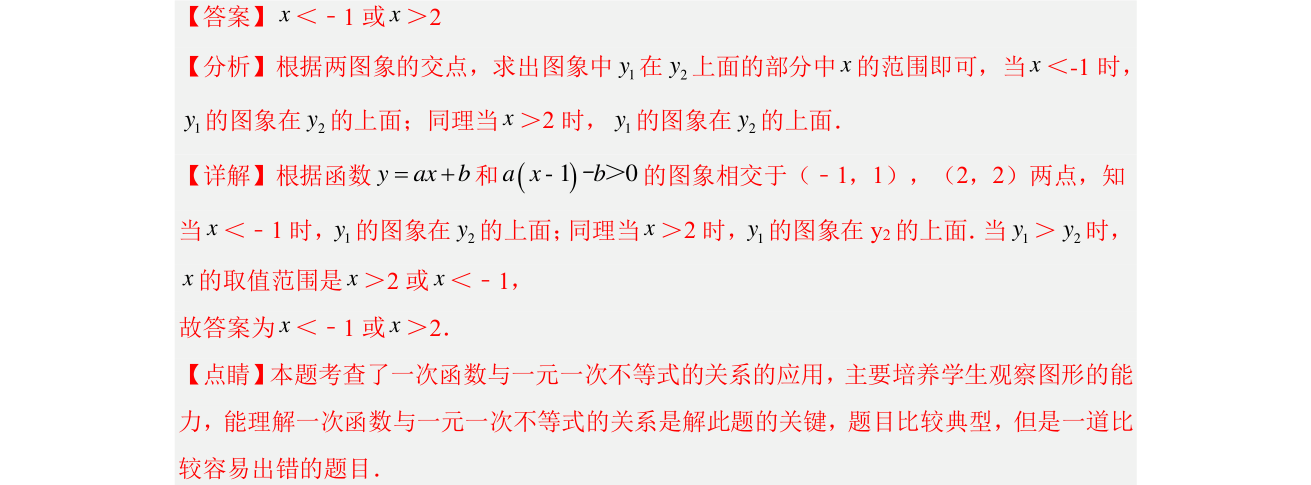 【答案】x＜﹣1 或 x＞2
【分析】根据两图象的交点，求出图象中 y₁ 在 y₂ 上面的部分中 x 的范围即可，当 x＜-1 时，
y₁ 的图象在 y₂ 的上面；同理当 x＞2 时， y₁ 的图象在 y₂ 的上面．
【详解】根据函数 y = ax + b 和 a(x - 1) -b>0 的图象相交于（﹣1，1），（2，2）两点，知
当 x＜﹣1 时，y₁ 的图象在 y₂ 的上面；同理当 x＞2 时，y₁ 的图象在 y₂ 的上面．当 y₁＞y₂ 时，
x 的取值范围是 x＞2 或 x＜﹣1，
故答案为 x＜﹣1 或 x＞2．
【点睛】本题考查了一次函数与一元一次不等式的关系的应用，主要培养学生观察图形的能
力，能理解一次函数与一元一次不等式的关系是解此题的关键，题目比较典型，但是一道比
较容易出错的题目．